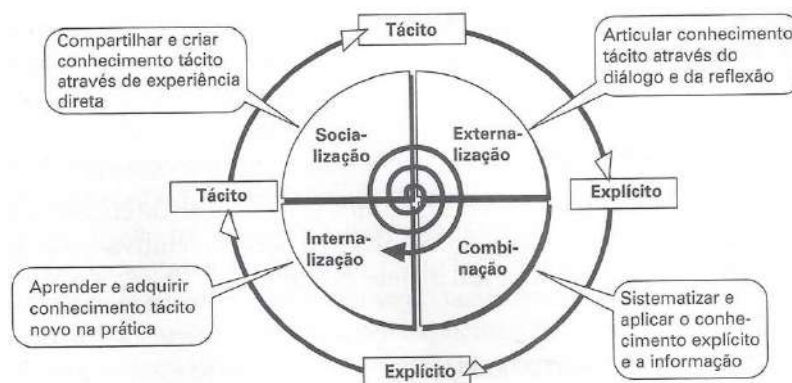 Tácito
Compartilhar e criar
conhecimento tácito
através de experiência
direta
Articular conhecimento
tácito através do
diálogo e da reflexão
Socia-
lização
Externa-
lização
Tácito
Explícito
Interna-
lização
Combi-
nação
Aprender e adquirir
conhecimento tácito
novo na prática
Sistematizar e
aplicar o conhe-
cimento explícito
e a informação
Explícito